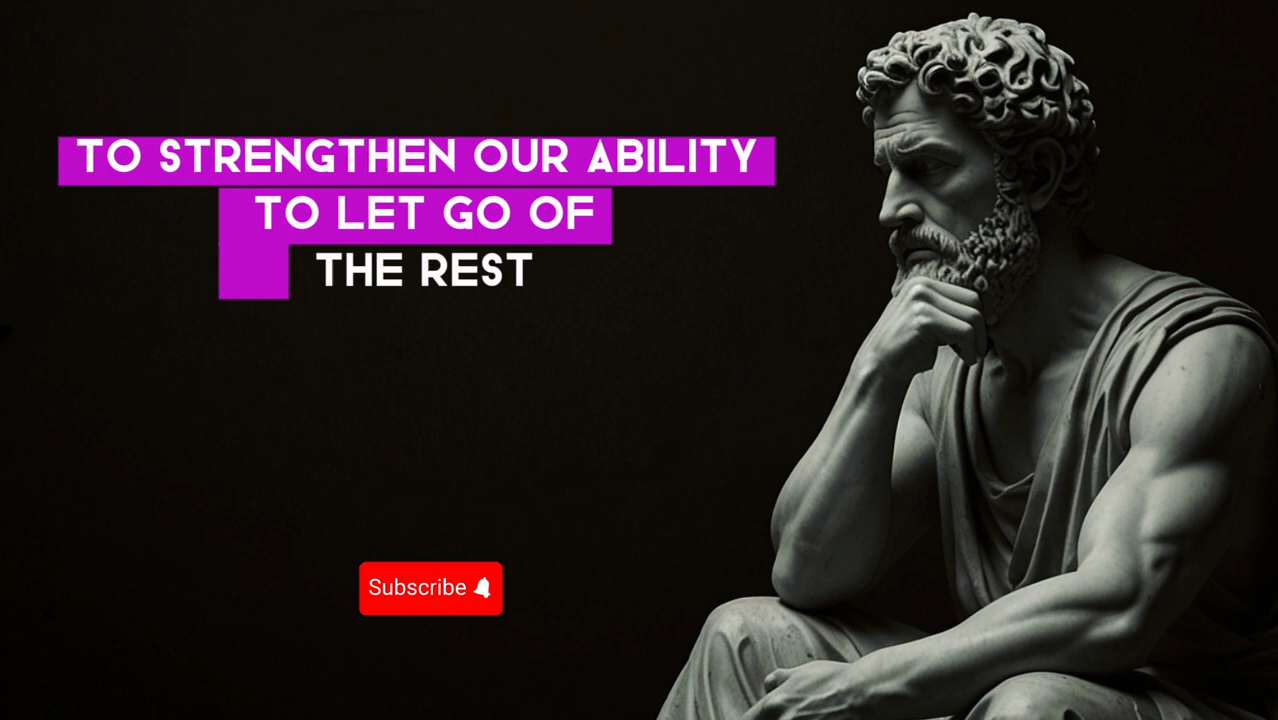 TO STRENGTHEN OUR ABILITY
TO LET GO OF
THE REST
Subscribe